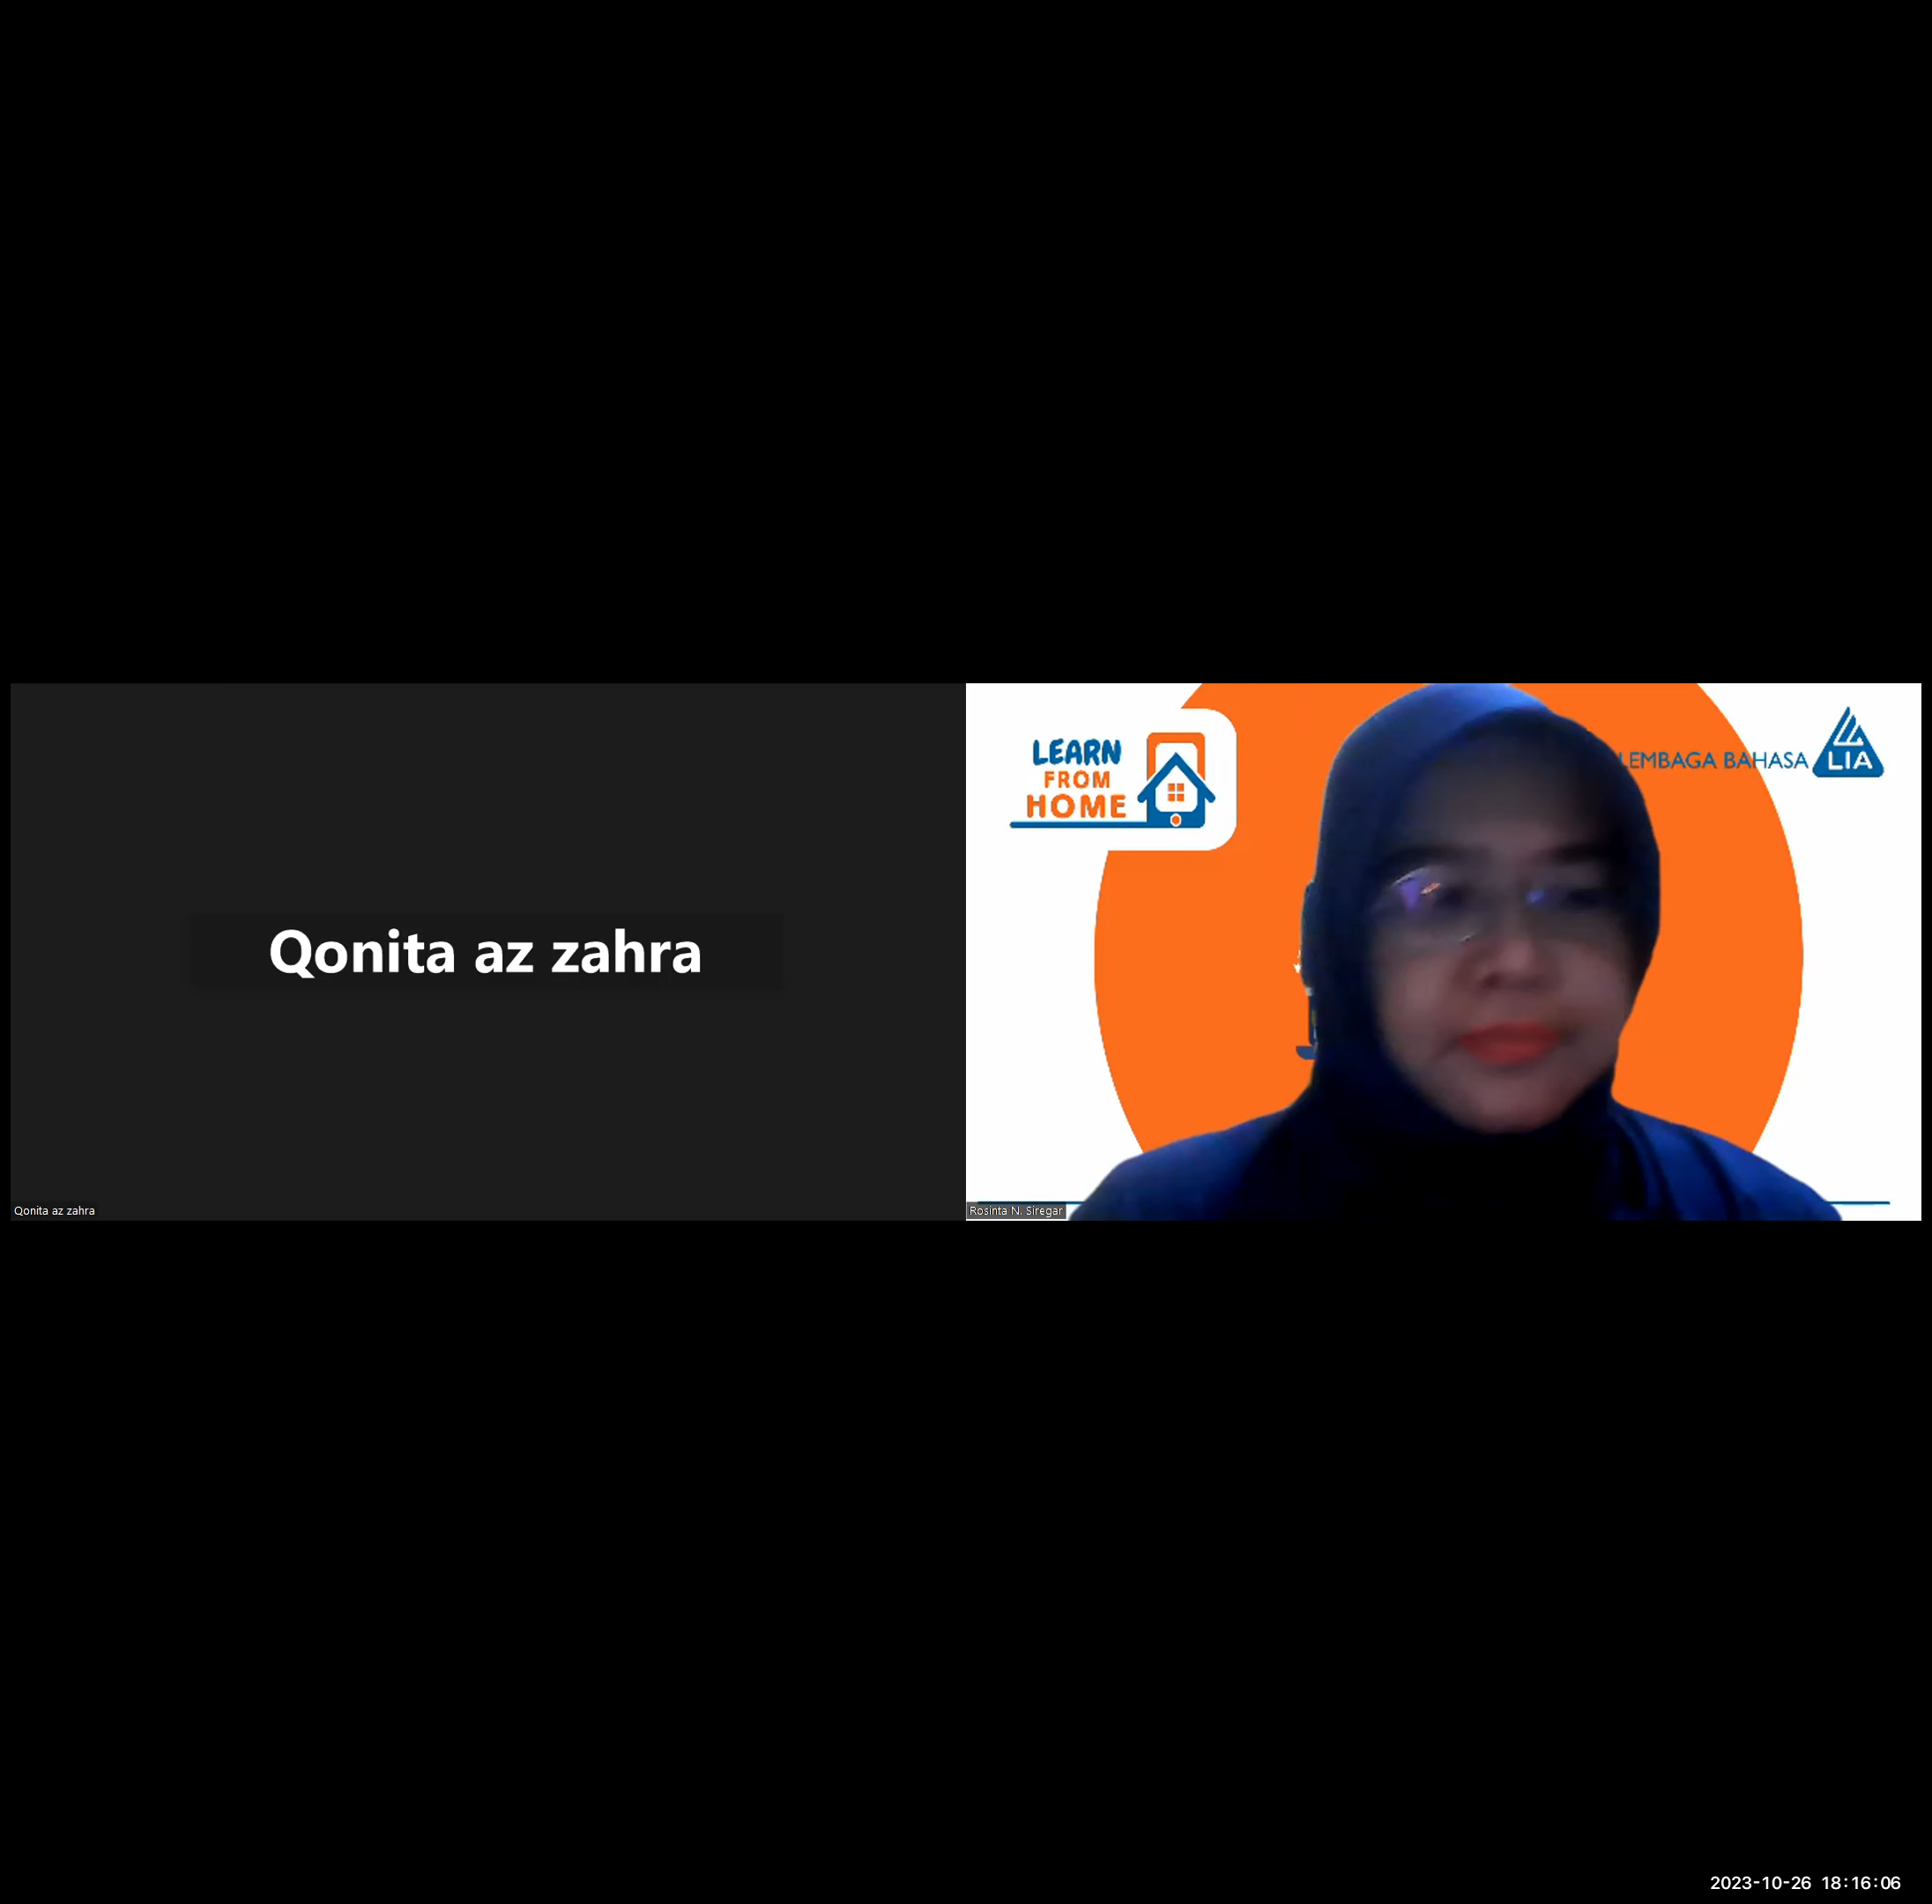 Qonita az zahra
Qonita az zahra
LEARN
FROM
HOME
LEMBAGA BAHASA LIA
Rosinta N. Siregar
2023-10-26 18:16:06